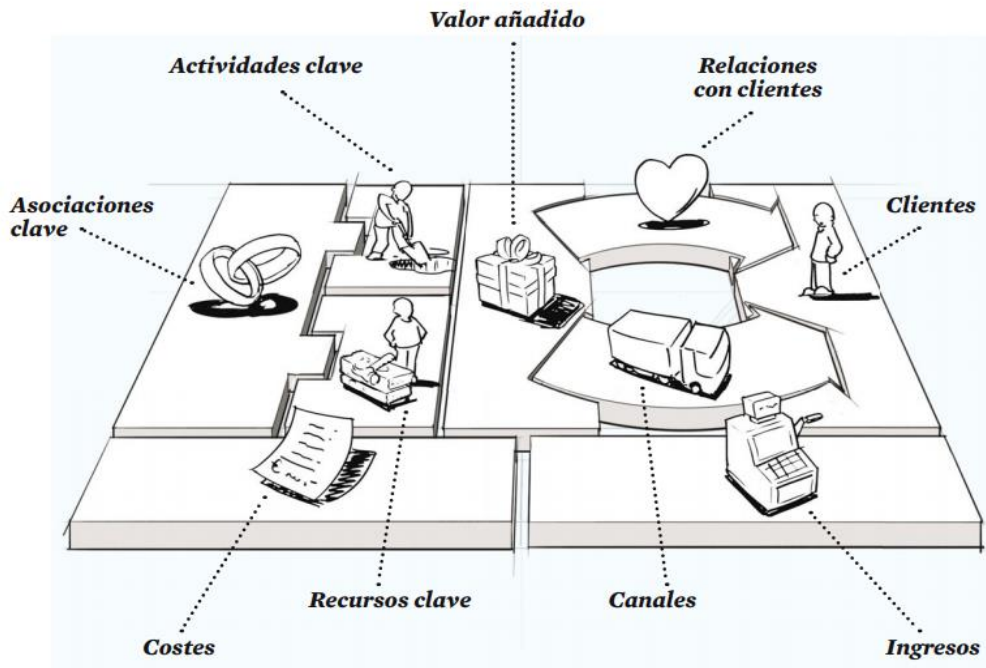 Valor añadido
Actividades clave
Relaciones
con clientes
Asociaciones
clave
Clientes
Recursos clave
Canales
Costes
Ingresos